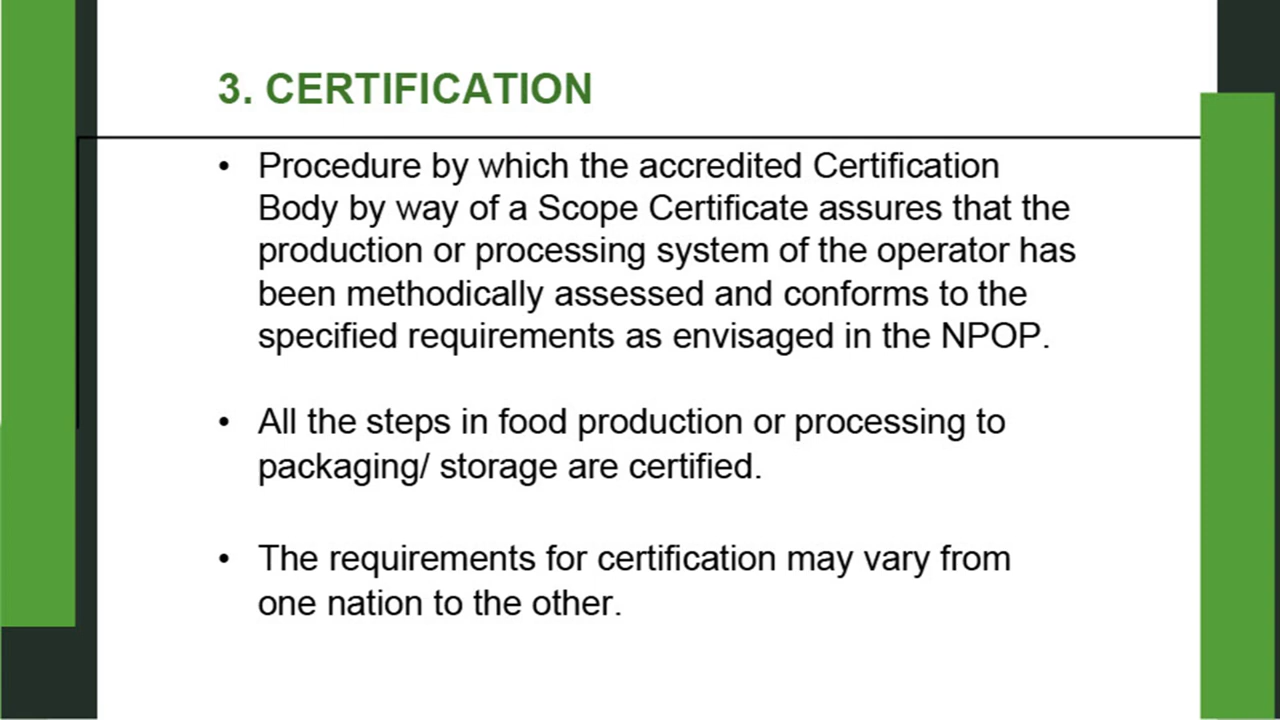 3. CERTIFICATION
• Procedure by which the accredited Certification
Body by way of a Scope Certificate assures that the
production or processing system of the operator has
been methodically assessed and conforms to the
specified requirements as envisaged in the NPOP.
• All the steps in food production or processing to
packaging/ storage are certified.
• The requirements for certification may vary from
one nation to the other.